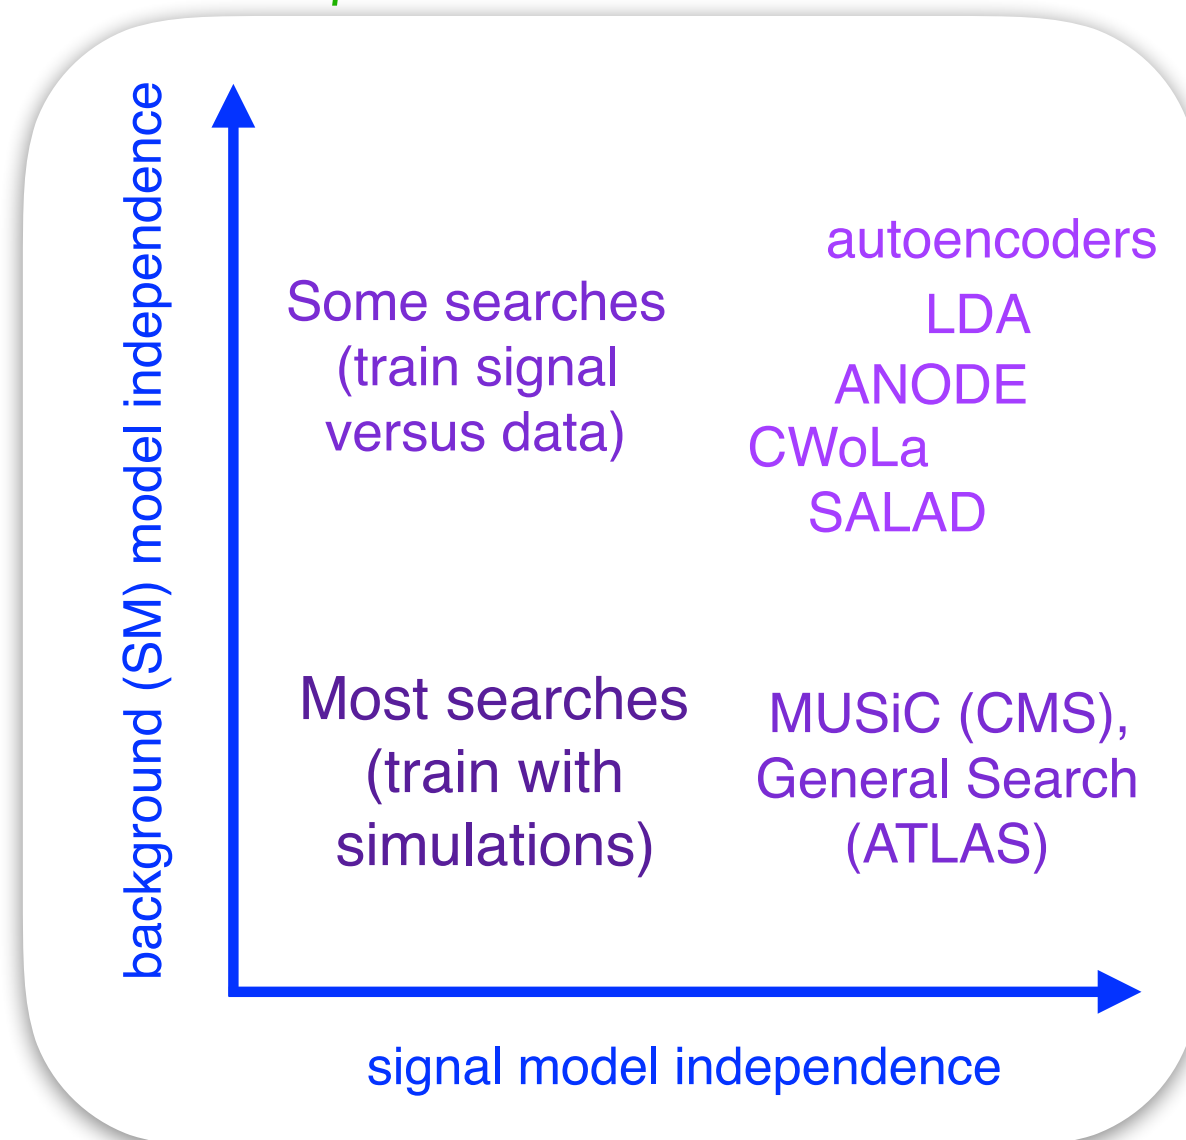 background (SM) model independence
Some searches
(train signal
versus data)
autoencoders
LDA
ANODE
CWoLa
SALAD
Most searches
(train with
simulations)
MUSiC (CMS),
General Search
(ATLAS)
signal model independence